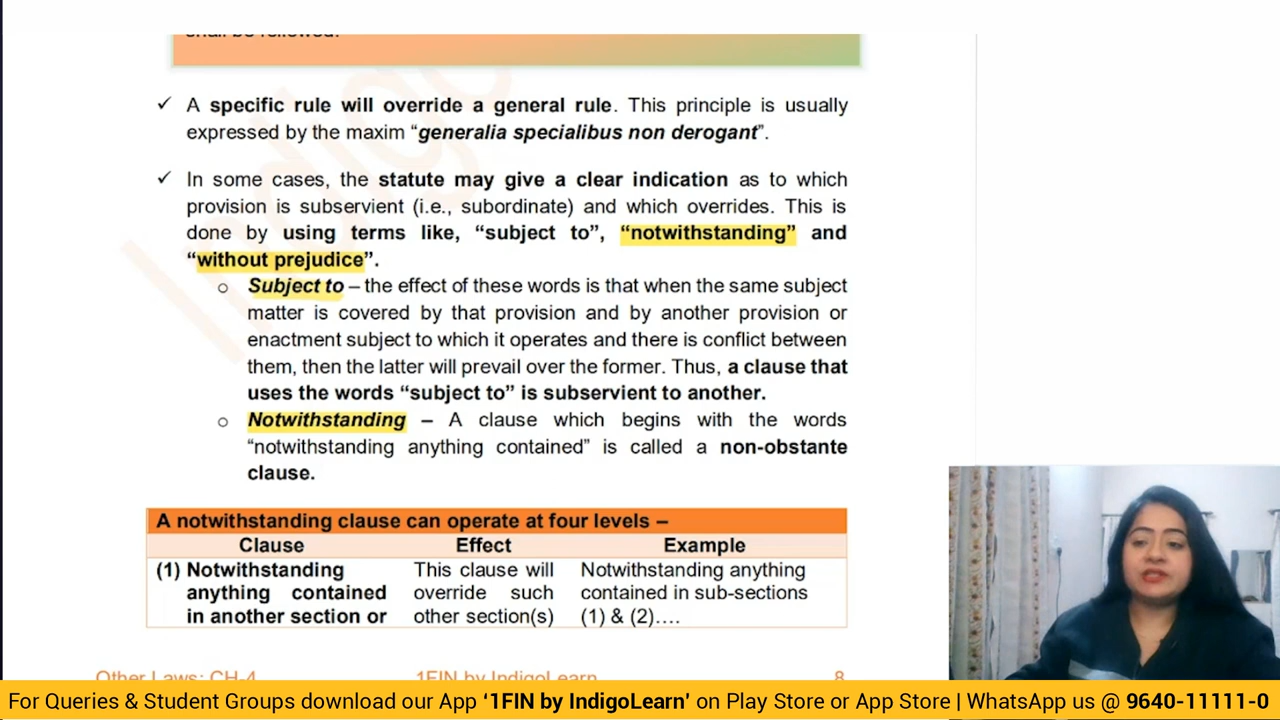 shall be followed.
✓ A specific rule will override a general rule. This principle is usually
expressed by the maxim “generalia specialibus non derogant”.
✓ In some cases, the statute may give a clear indication as to which
provision is subservient (i.e., subordinate) and which overrides. This is
done by using terms like, “subject to”, “notwithstanding” and
“without prejudice”.
o Subject to – the effect of these words is that when the same subject
matter is covered by that provision and by another provision or
enactment subject to which it operates and there is conflict between
them, then the latter will prevail over the former. Thus, a clause that
uses the words “subject to” is subservient to another.
o Notwithstanding – A clause which begins with the words
“notwithstanding anything contained” is called a non-obstante
clause.
A notwithstanding clause can operate at four levels –
Clause Effect Example
(1) Notwithstanding This clause will Notwithstanding anything
anything contained override such contained in sub-sections
in another section or other section(s) (1) & (2)….
Other Laws: CH-4 1FIN by IndigoLearn 8
For Queries & Student Groups download our App ‘1FIN by IndigoLearn’ on Play Store or App Store | WhatsApp us @ 9640-11111-0